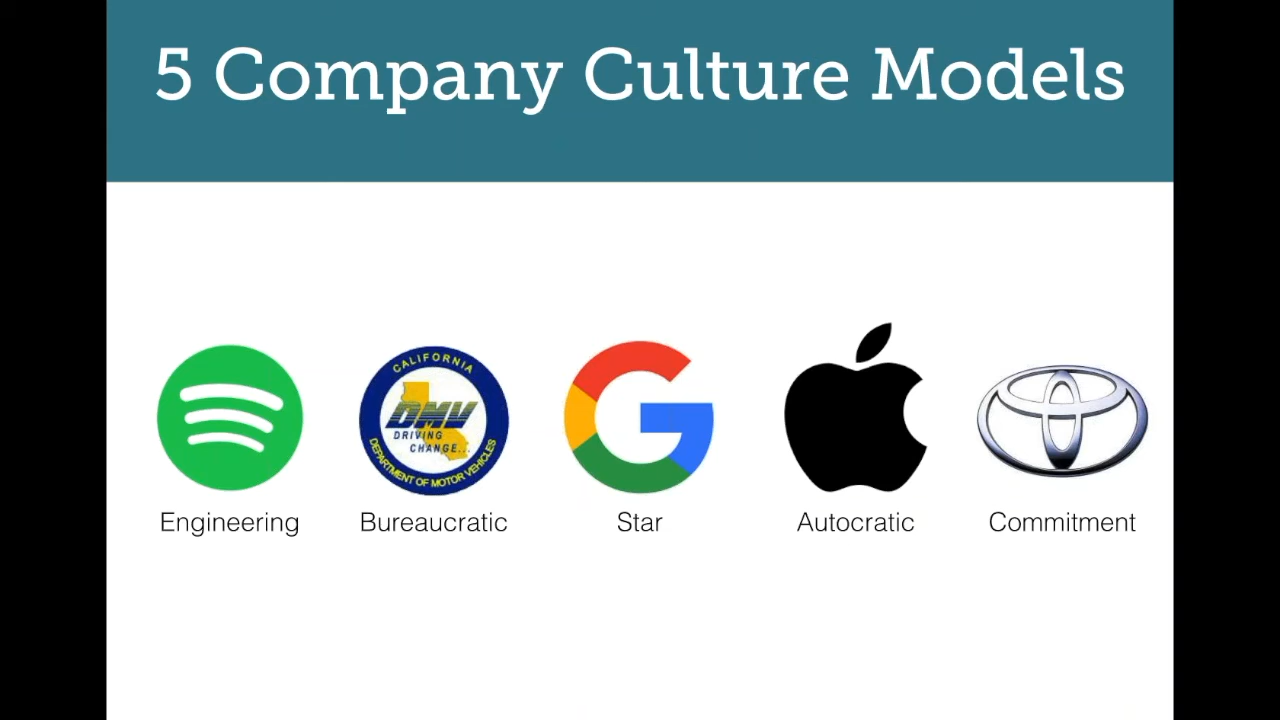 5 Company Culture Models
CALIFORNIA
DMV
DRIVING
CHANGE...
DEPARTMENT OF MOTOR VEHICLES
Engineering
Bureaucratic
Star
Autocratic
Commitment